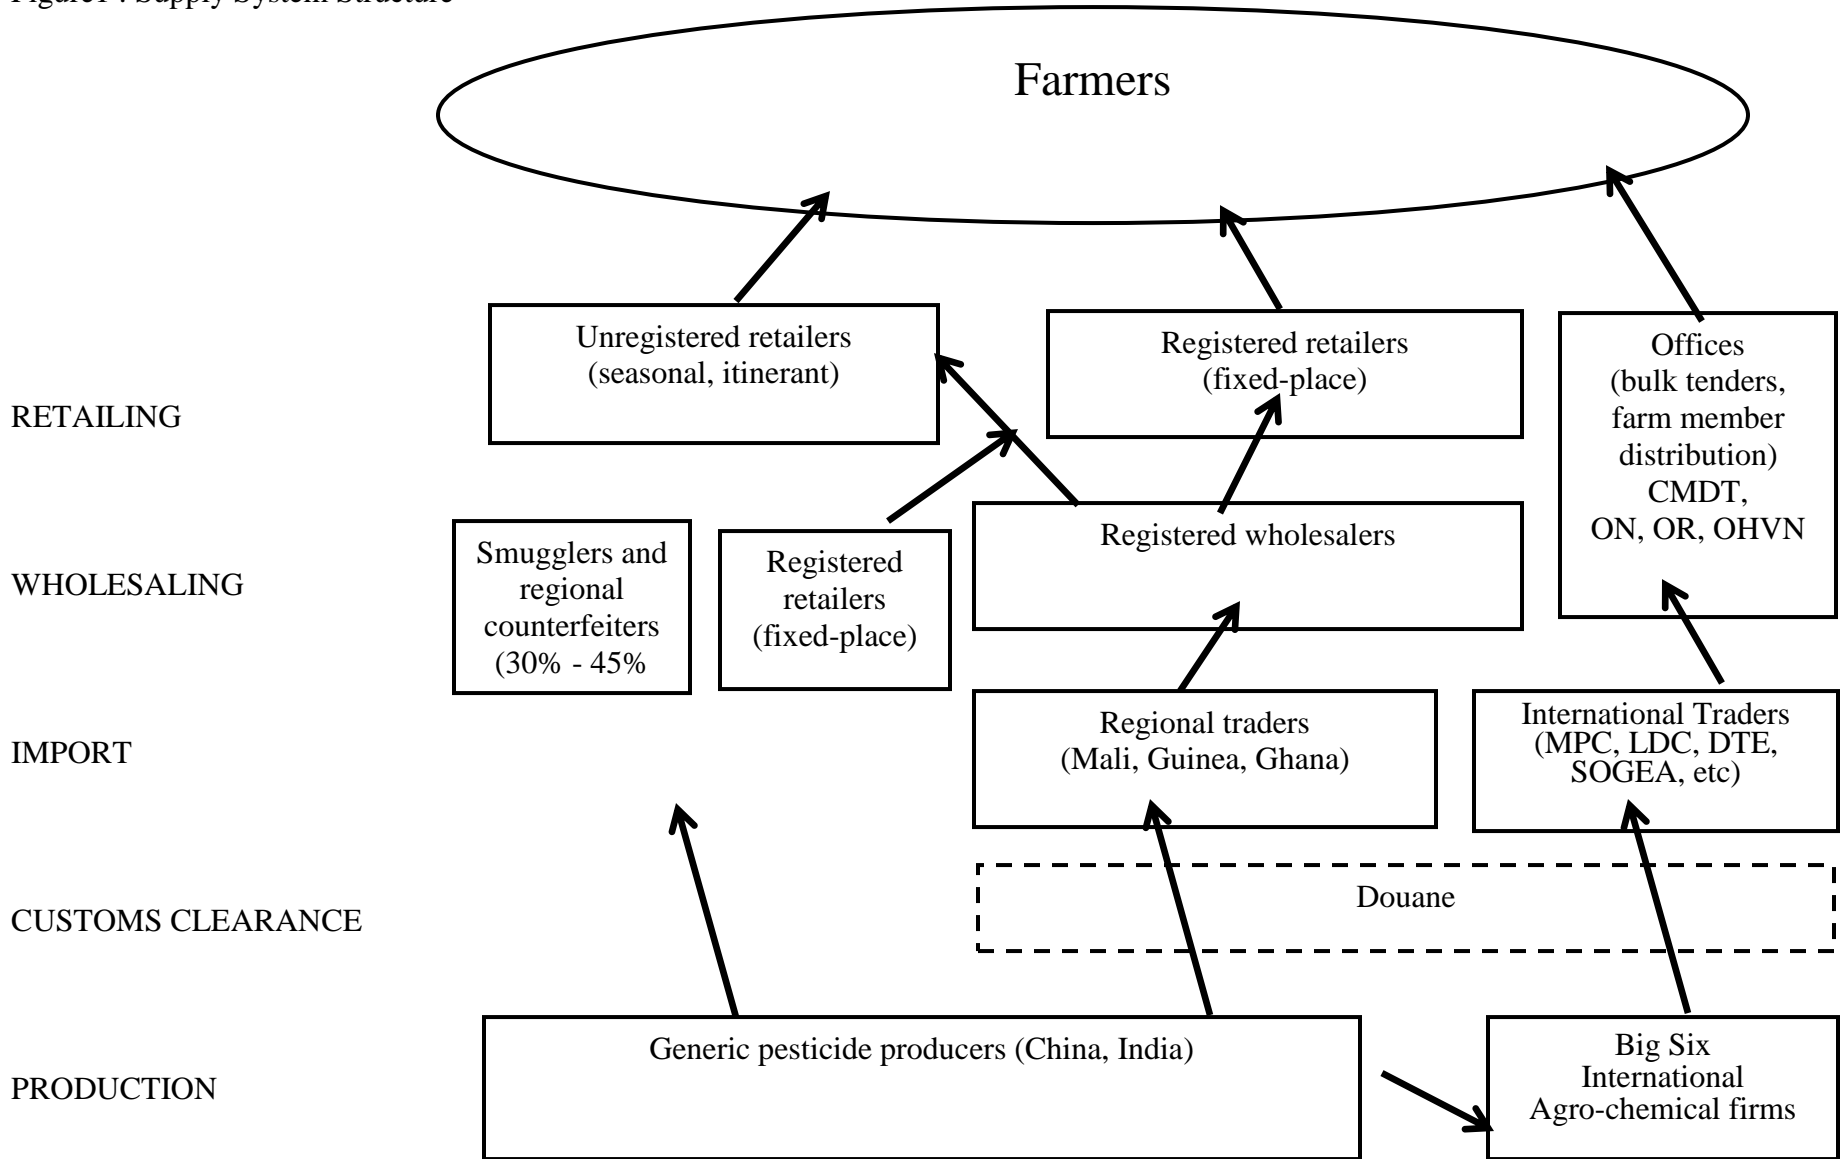 Figure1 : Supply System Structure
Farmers
Unregistered retailers
(seasonal, itinerant)
Registered retailers
(fixed-place)
Offices
(bulk tenders,
farm member
distribution)
CMDT,
ON, OR, OHVN
RETAILING
Smugglers and
regional
counterfeiters
(30% - 45%
Registered
retailers
(fixed-place)
Registered wholesalers
WHOLESALING
Regional traders
(Mali, Guinea, Ghana)
International Traders
(MPC, LDC, DTE,
SOGEA, etc)
IMPORT
Douane
CUSTOMS CLEARANCE
Generic pesticide producers (China, India)
Big Six
International
Agro-chemical firms
PRODUCTION